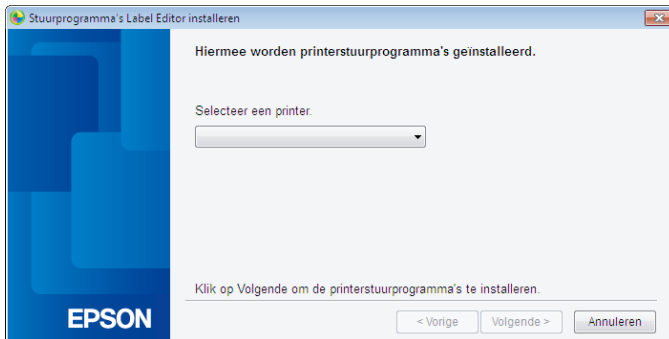 Stuurprogramma's Label Editor installeren
Hiermee worden printerstuurprogramma's geïnstalleerd.
Selecteer een printer.
Klik op Volgende om de printerstuurprogramma's te installeren.
EPSON
< Vorige
Volgende >
Annuleren